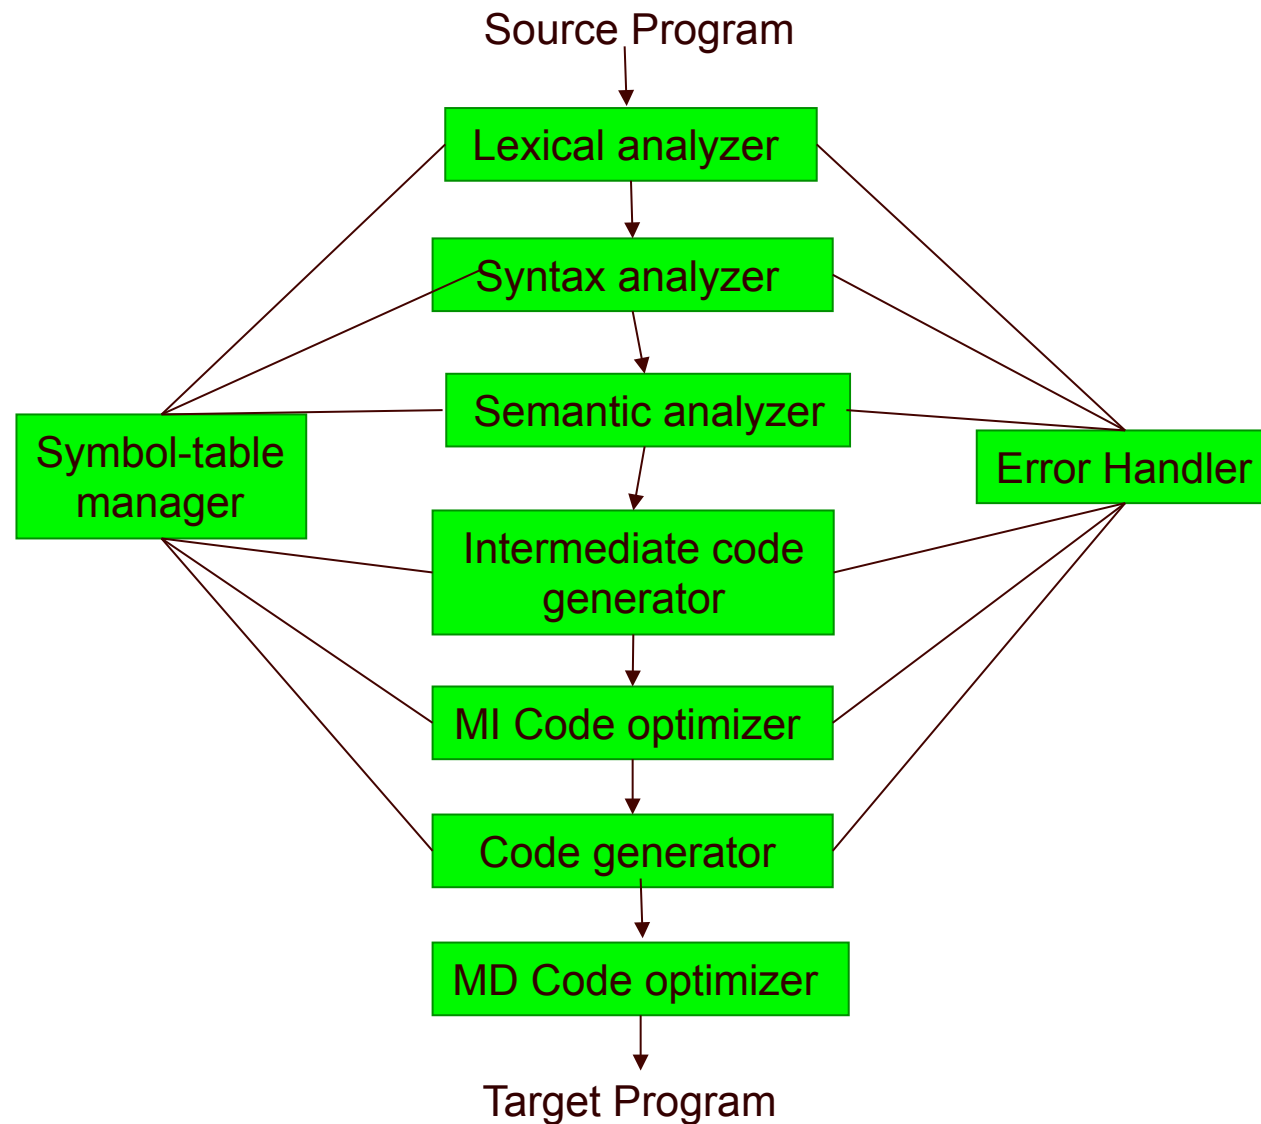 Source Program
Lexical analyzer
Syntax analyzer
Semantic analyzer
Symbol-table
manager
Error Handler
Intermediate code
generator
MI Code optimizer
Code generator
MD Code optimizer
Target Program